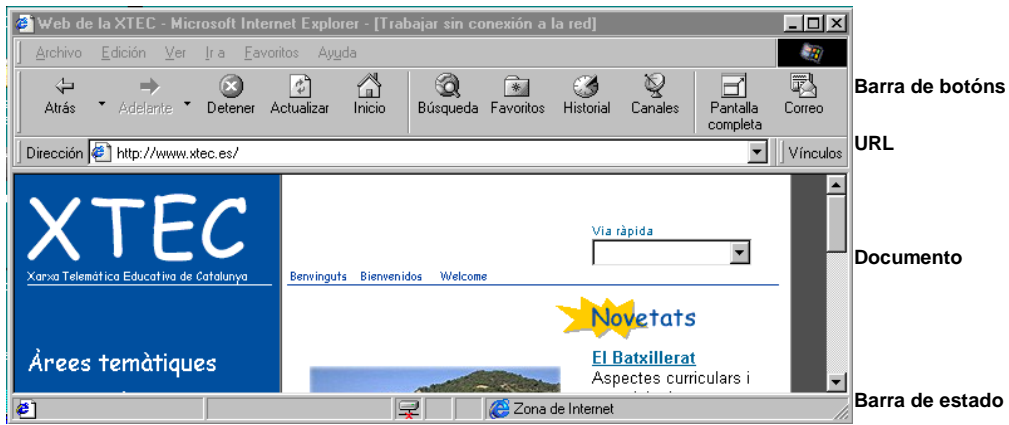 Web de la XTEC - Microsoft Internet Explorer - [Trabajar sin conexión a la red]
Archivo Edición Ver Ir a Favoritos Ayuda
Atrás Adelante Detener Actualizar Inicio Búsqueda Favoritos Historial Canales Pantalla completa Correo
Barra de botóns
Dirección http://www.xtec.es/ Vínculos
URL
XTEC
Xarxa Telemàtica Educativa de Catalunya
Via ràpida
Benvinguts Bienvenidos Welcome
Documento
Novetats
Àrees temàtiques
El Batxillerat
Aspectes curriculars i
Zona de Internet
Barra de estado